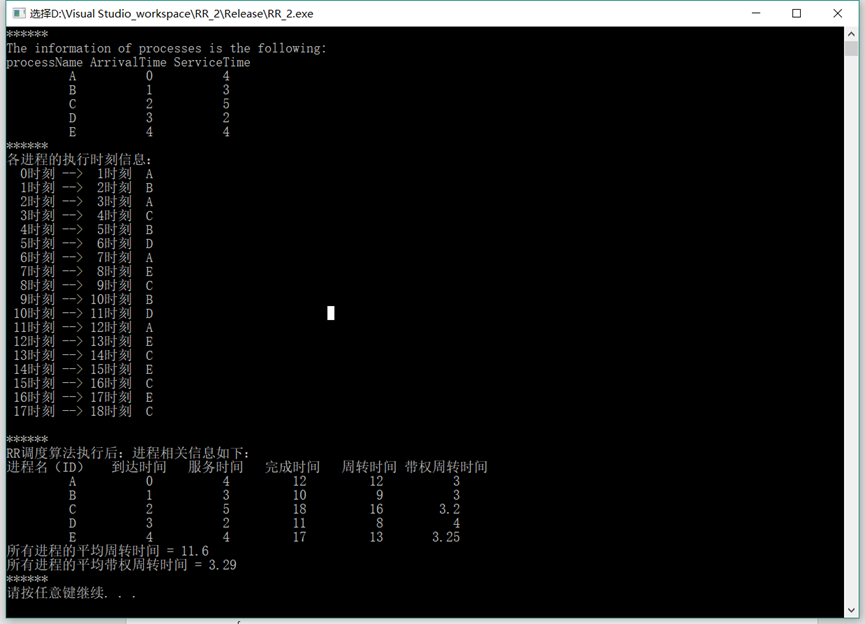 选择D:\Visual Studio_workspace\RR_2\Release\RR_2.exe
******
The information of processes is the following:
processName ArrivalTime ServiceTime
A 0 4
B 1 3
C 2 5
D 3 2
E 4 4
******
各进程的执行时刻信息:
0时刻 --> 1时刻 A
1时刻 --> 2时刻 B
2时刻 --> 3时刻 A
3时刻 --> 4时刻 C
4时刻 --> 5时刻 B
5时刻 --> 6时刻 D
6时刻 --> 7时刻 A
7时刻 --> 8时刻 E
8时刻 --> 9时刻 C
9时刻 --> 10时刻 B
10时刻 --> 11时刻 D
11时刻 --> 12时刻 A
12时刻 --> 13时刻 E
13时刻 --> 14时刻 C
14时刻 --> 15时刻 E
15时刻 --> 16时刻 C
16时刻 --> 17时刻 E
17时刻 --> 18时刻 C
******
RR调度算法执行后：进程相关信息如下:
进程名（ID） 到达时间 服务时间 完成时间 周转时间 带权周转时间
A 0 4 12 12 3
B 1 3 10 9 3
C 2 5 18 16 3.2
D 3 2 11 8 4
E 4 4 17 13 3.25
所有进程的平均周转时间 = 11.6
所有进程的平均带权周转时间 = 3.29
******
请按任意键继续. . .